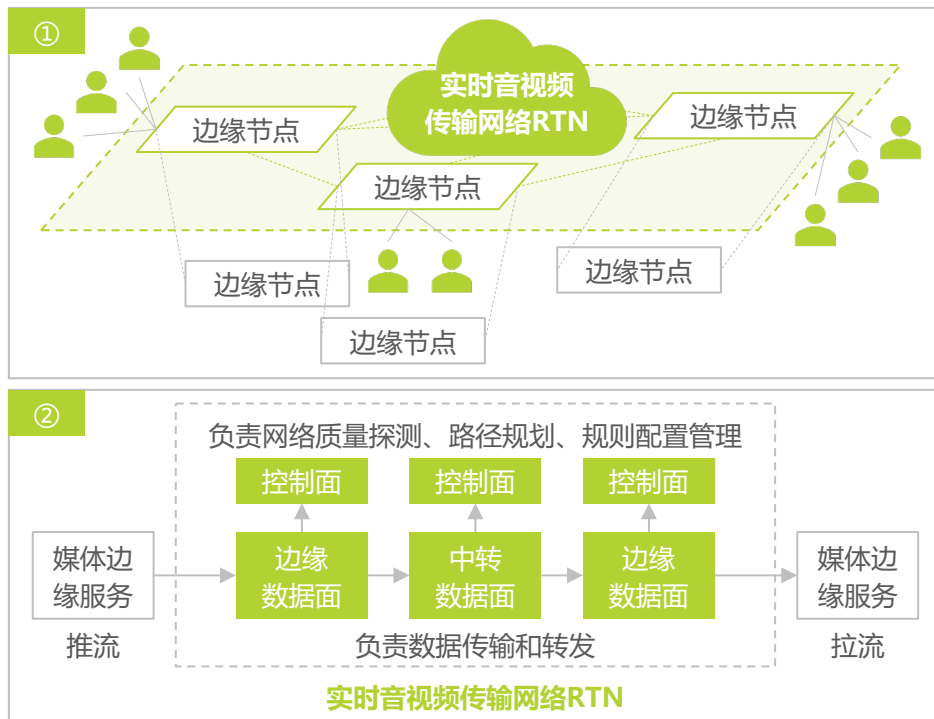 ①
实时音视频
传输网络RTN
边缘节点
边缘节点
边缘节点
边缘节点
边缘节点
边缘节点
②
负责网络质量探测、路径规划、规则配置管理
控制面
控制面
控制面
媒体边
缘服务
边缘
数据面
中转
数据面
边缘
数据面
媒体边
缘服务
推流
负责数据传输和转发
拉流
实时音视频传输网络RTN